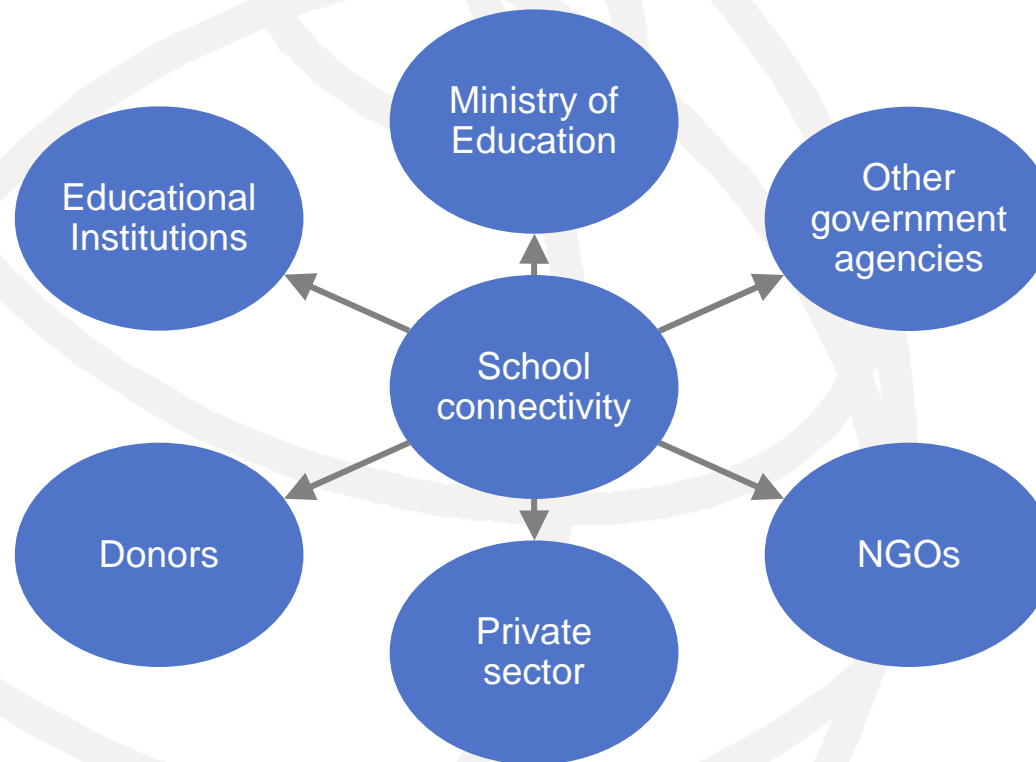 Ministry of
Education
Educational
Institutions
Other
government
agencies
School
connectivity
Donors
NGOs
Private
sector